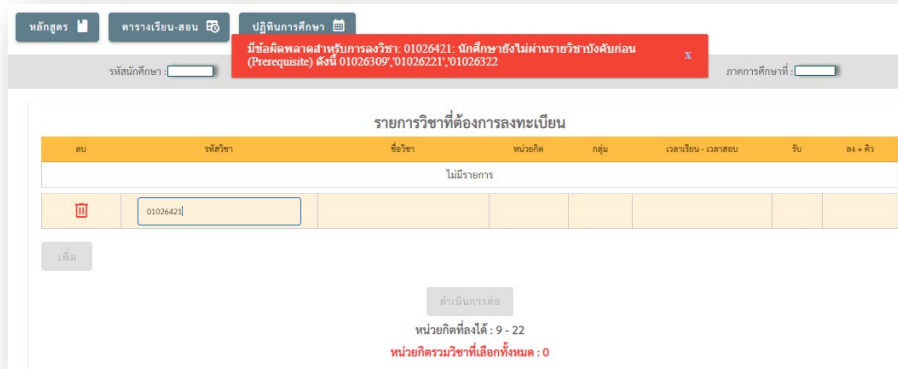 หลักสูตร ตารางเรียน-สอน ปฏิทินการศึกษา
มีข้อผิดพลาดสำหรับการลงวิชา: 01026421: นักศึกษายังไม่ผ่านรายวิชาบังคับก่อน
(Prerequisite) ดังนี้ 01026309','01026221','01026322
x
รหัสนักศึกษา : ภาคการศึกษาที่ :
รายการวิชาที่ต้องการลงทะเบียน
ลบ รหัสวิชา ชื่อวิชา หน่วยกิต กลุ่ม เวลาเรียน - เวลาสอบ รับ ลง + คิว
ไม่มีรายการ
01026421
เพิ่ม
ดำเนินการต่อ
หน่วยกิตที่ลงได้ : 9 - 22
หน่วยกิตรวมวิชาที่เลือกทั้งหมด : 0